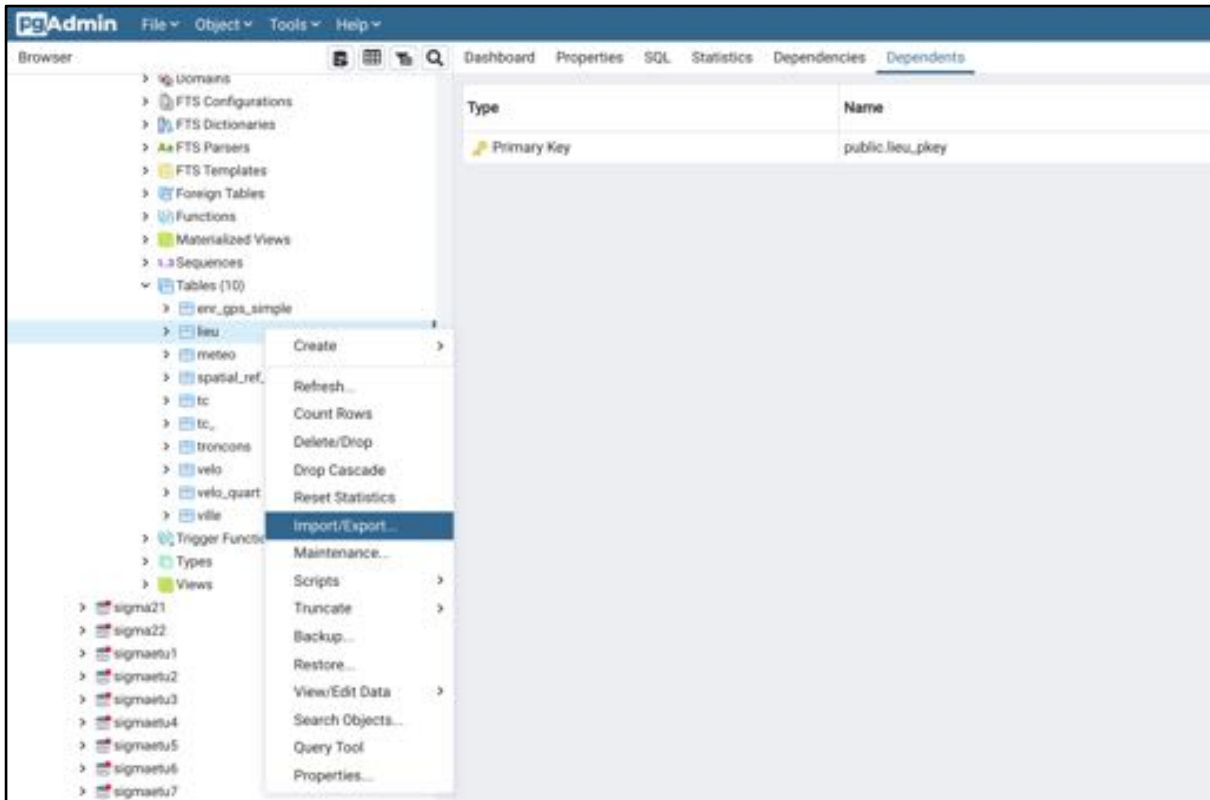 pgAdmin File Object Tools Help
Browser Dashboard Properties SQL Statistics Dependencies Dependents
Domains
FTS Configurations
FTS Dictionaries
Aa FTS Parsers
FTS Templates
Foreign Tables
Functions
Materialized Views
1..3 Sequences
Tables (10)
enr_gps_simple
lieu
meteo
spatial_ref_
tc
tc_
troncons
velo
velo_quart
ville
Trigger Functio
Types
Views
sigma21
sigma22
sigmaetu1
sigmaetu2
sigmaetu3
sigmaetu4
sigmaetu5
sigmaetu6
sigmaetu7
Create
Refresh...
Count Rows
Delete/Drop
Drop Cascade
Reset Statistics
Import/Export...
Maintenance...
Scripts
Truncate
Backup...
Restore...
View/Edit Data
Search Objects...
Query Tool
Properties...
Type Name
Primary Key public.lieu_pkey